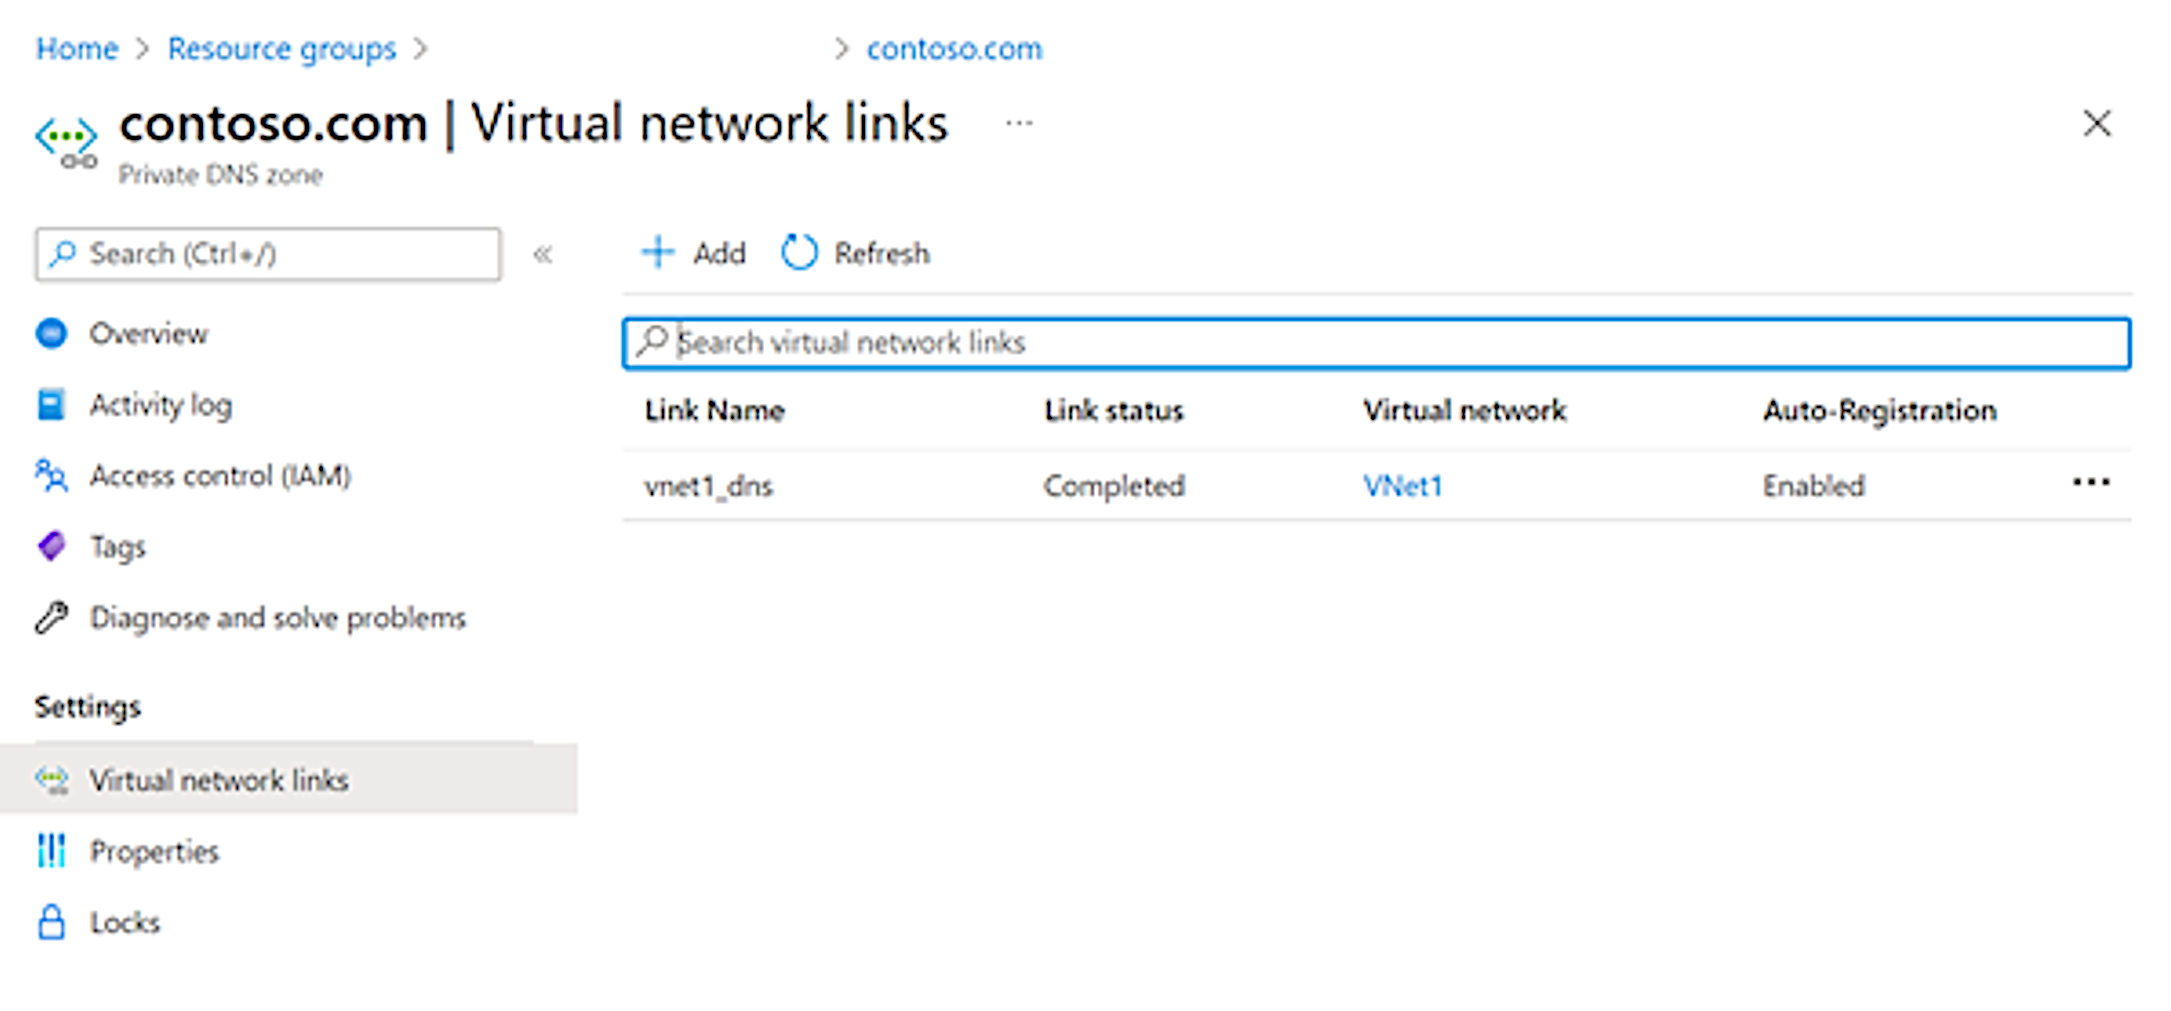 Home > Resource groups > > contoso.com
contoso.com | Virtual network links ...
Private DNS zone
Search (Ctrl+/) «
+ Add Refresh
Overview
Activity log
Access control (IAM)
Tags
Diagnose and solve problems
Settings
Virtual network links
Properties
Locks
Search virtual network links
Link Name Link status Virtual network Auto-Registration
vnet1_dns Completed VNet1 Enabled ...